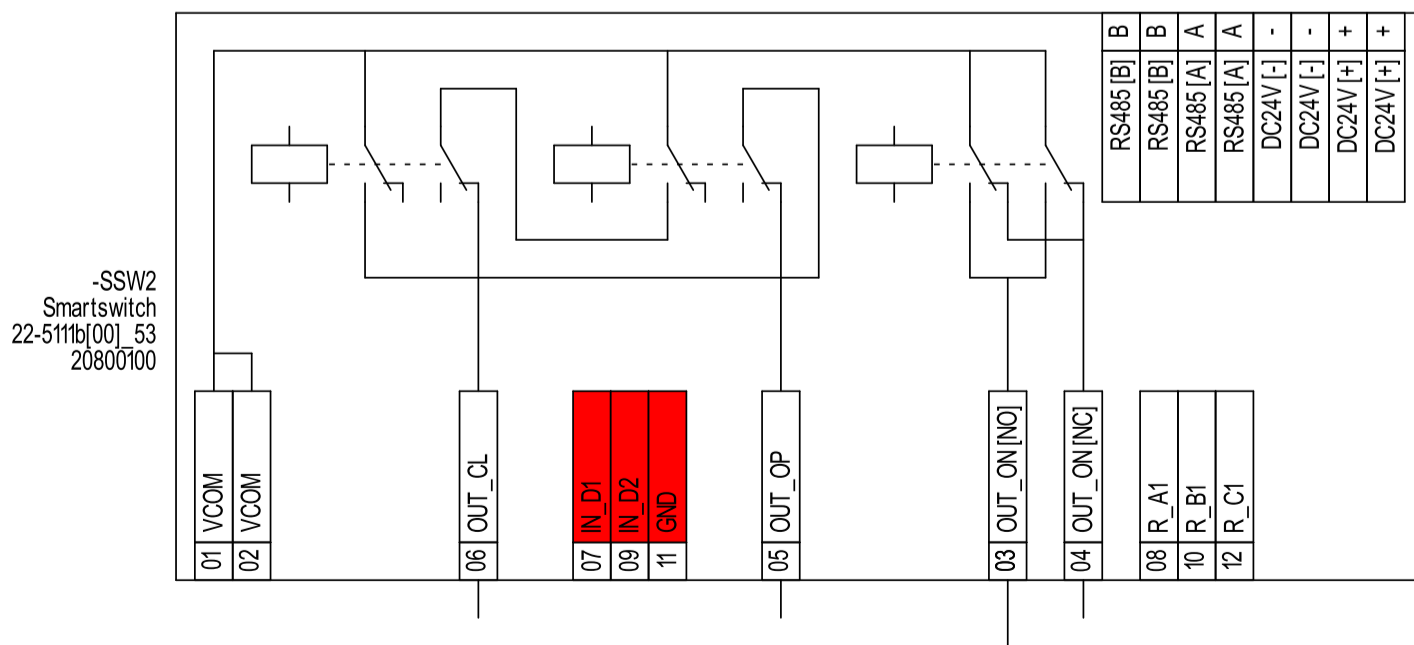 B
B
A
A
-
-
+
+
RS485 [B]
RS485 [B]
RS485 [A]
RS485 [A]
DC24V [-]
DC24V [-]
DC24V [+]
DC24V [+]
-SSW2
Smartswitch
22-5111b[00]_53
20800100
VCOM
VCOM
OUT_CL
IN_D1
IN_D2
GND
OUT_OP
OUT_ON [NO]
OUT_ON [NC]
R_A1
R_B1
R_C1
01
02
06
07
09
11
05
03
04
08
10
12